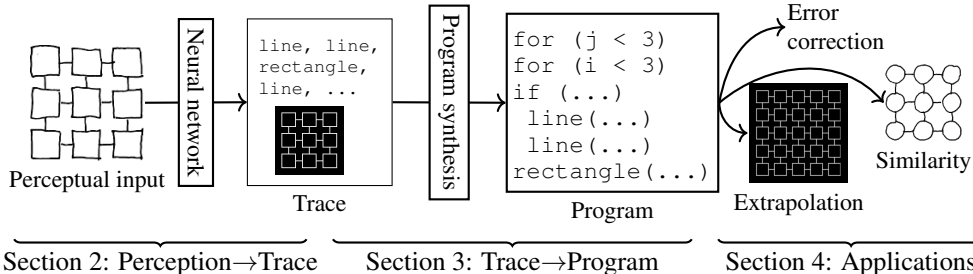 Perceptual input
Neural network
line, line,
rectangle,
line, ...
Trace
Program synthesis
for (j < 3)
for (i < 3)
if (...)
line(...)
line(...)
rectangle(...)
Program
Error
correction
Extrapolation
Similarity
Section 2: Perception→Trace
Section 3: Trace→Program
Section 4: Applications